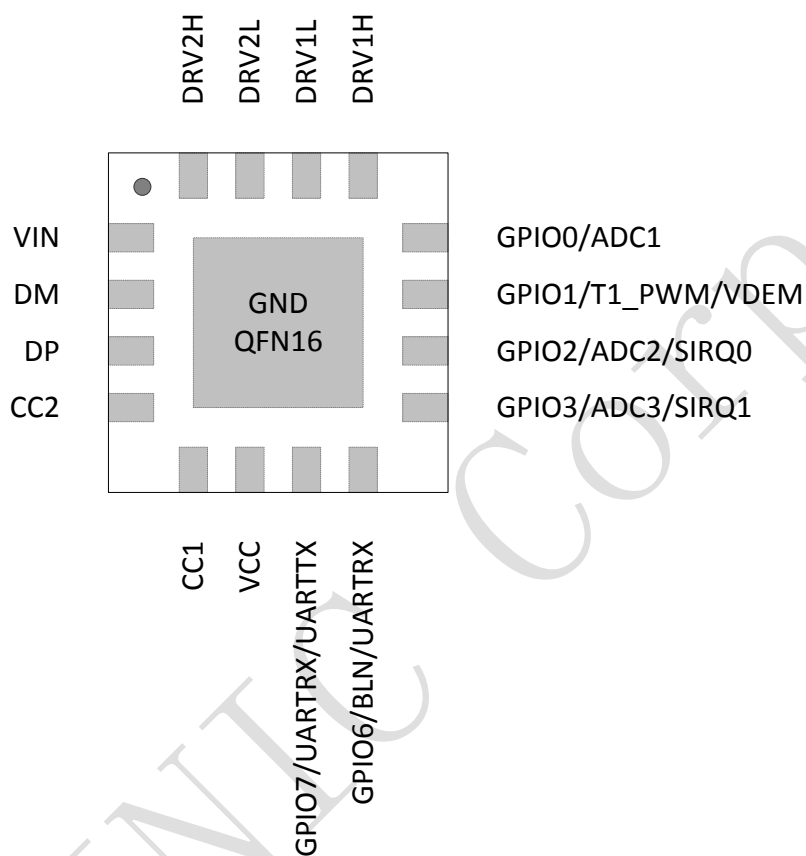 DRV2H
DRV2L
DRV1L
DRV1H
VIN
DM
DP
CC2
GND
QFN16
GPIO0/ADC1
GPIO1/T1_PWM/VDEM
GPIO2/ADC2/SIRQ0
GPIO3/ADC3/SIRQ1
CC1
VCC
GPIO7/UARTRX/UARTTX
GPIO6/BLN/UARTRX
Corp